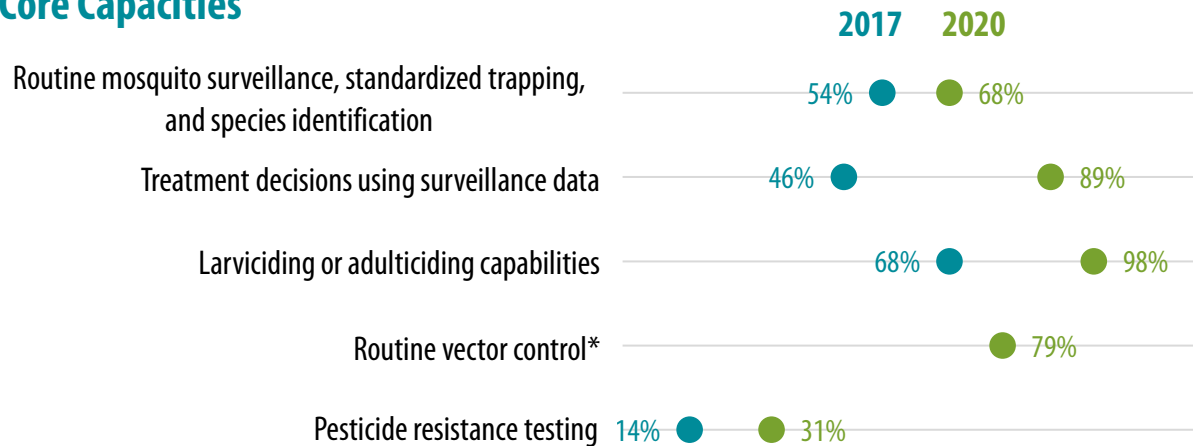 Core Capacities
2017 2020
Routine mosquito surveillance, standardized trapping,
and species identification
54% 68%
Treatment decisions using surveillance data 46% 89%
Larviciding or adulticiding capabilities 68% 98%
Routine vector control* 79%
Pesticide resistance testing 14% 31%